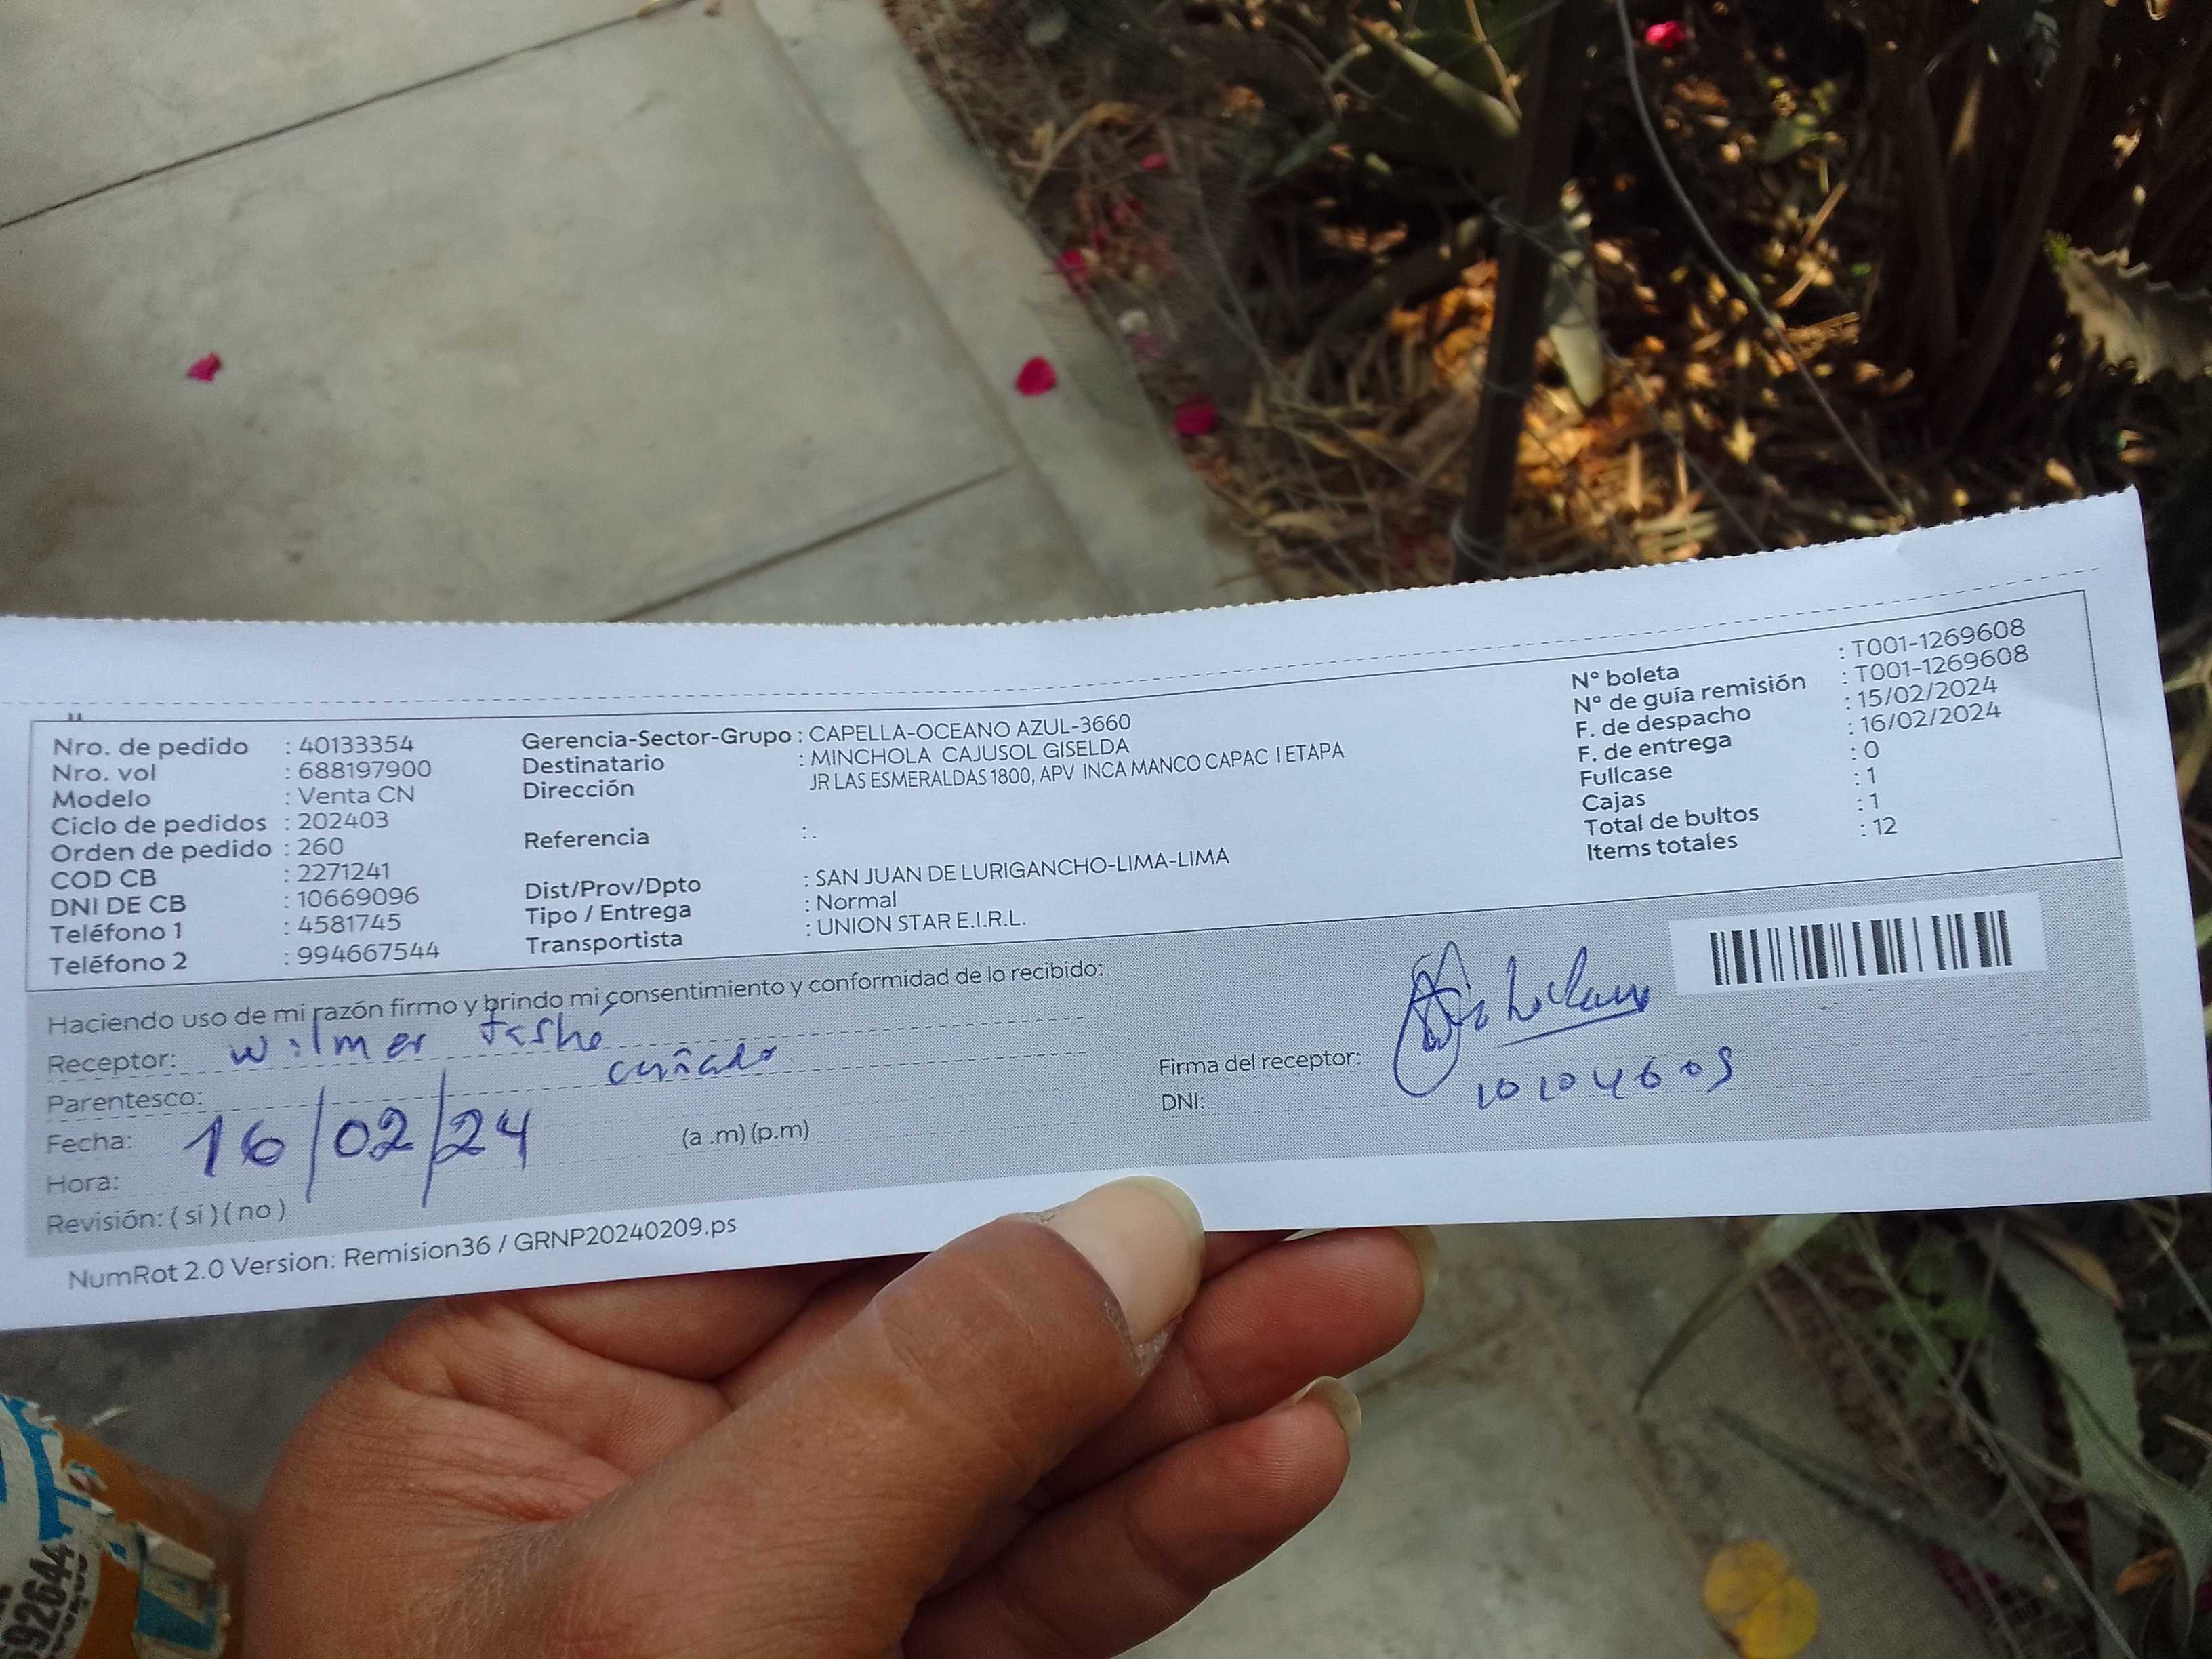 Nro. de pedido : 40133354
Nro. vol : 688197900
Modelo : Venta CN
Ciclo de pedidos : 202403
Orden de pedido : 260
COD CB : 2271241
DNI DE CB : 10669096
Teléfono 1 : 4581745
Teléfono 2 : 994667544
Gerencia-Sector-Grupo : CAPELLA-OCEANO AZUL-3660
Destinatario : MINCHOLA CAJUSOL GISELDA
Dirección JR LAS ESMERALDAS 1800, APV INCA MANCO CAPAC I ETAPA
Referencia : .
Dist/Prov/Dpto : SAN JUAN DE LURIGANCHO-LIMA-LIMA
Tipo / Entrega : Normal
Transportista : UNION STAR E.I.R.L.
Nº boleta : T001-1269608
Nº de guía remisión : T001-1269608
F. de despacho : 15/02/2024
F. de entrega : 16/02/2024
Fullcase : 0
Cajas : 1
Total de bultos : 1
Items totales : 12
Haciendo uso de mi razón firmo y brindo mi consentimiento y conformidad de lo recibido:
Receptor: Wilmer
Parentesco: cuñado
Fecha: 16/02/24
Hora: (a .m) (p.m)
Revisión: ( si ) ( no )
Firma del receptor:
DNI: 10104609
NumRot 2.0 Version: Remision36 / GRNP20240209.ps
92644